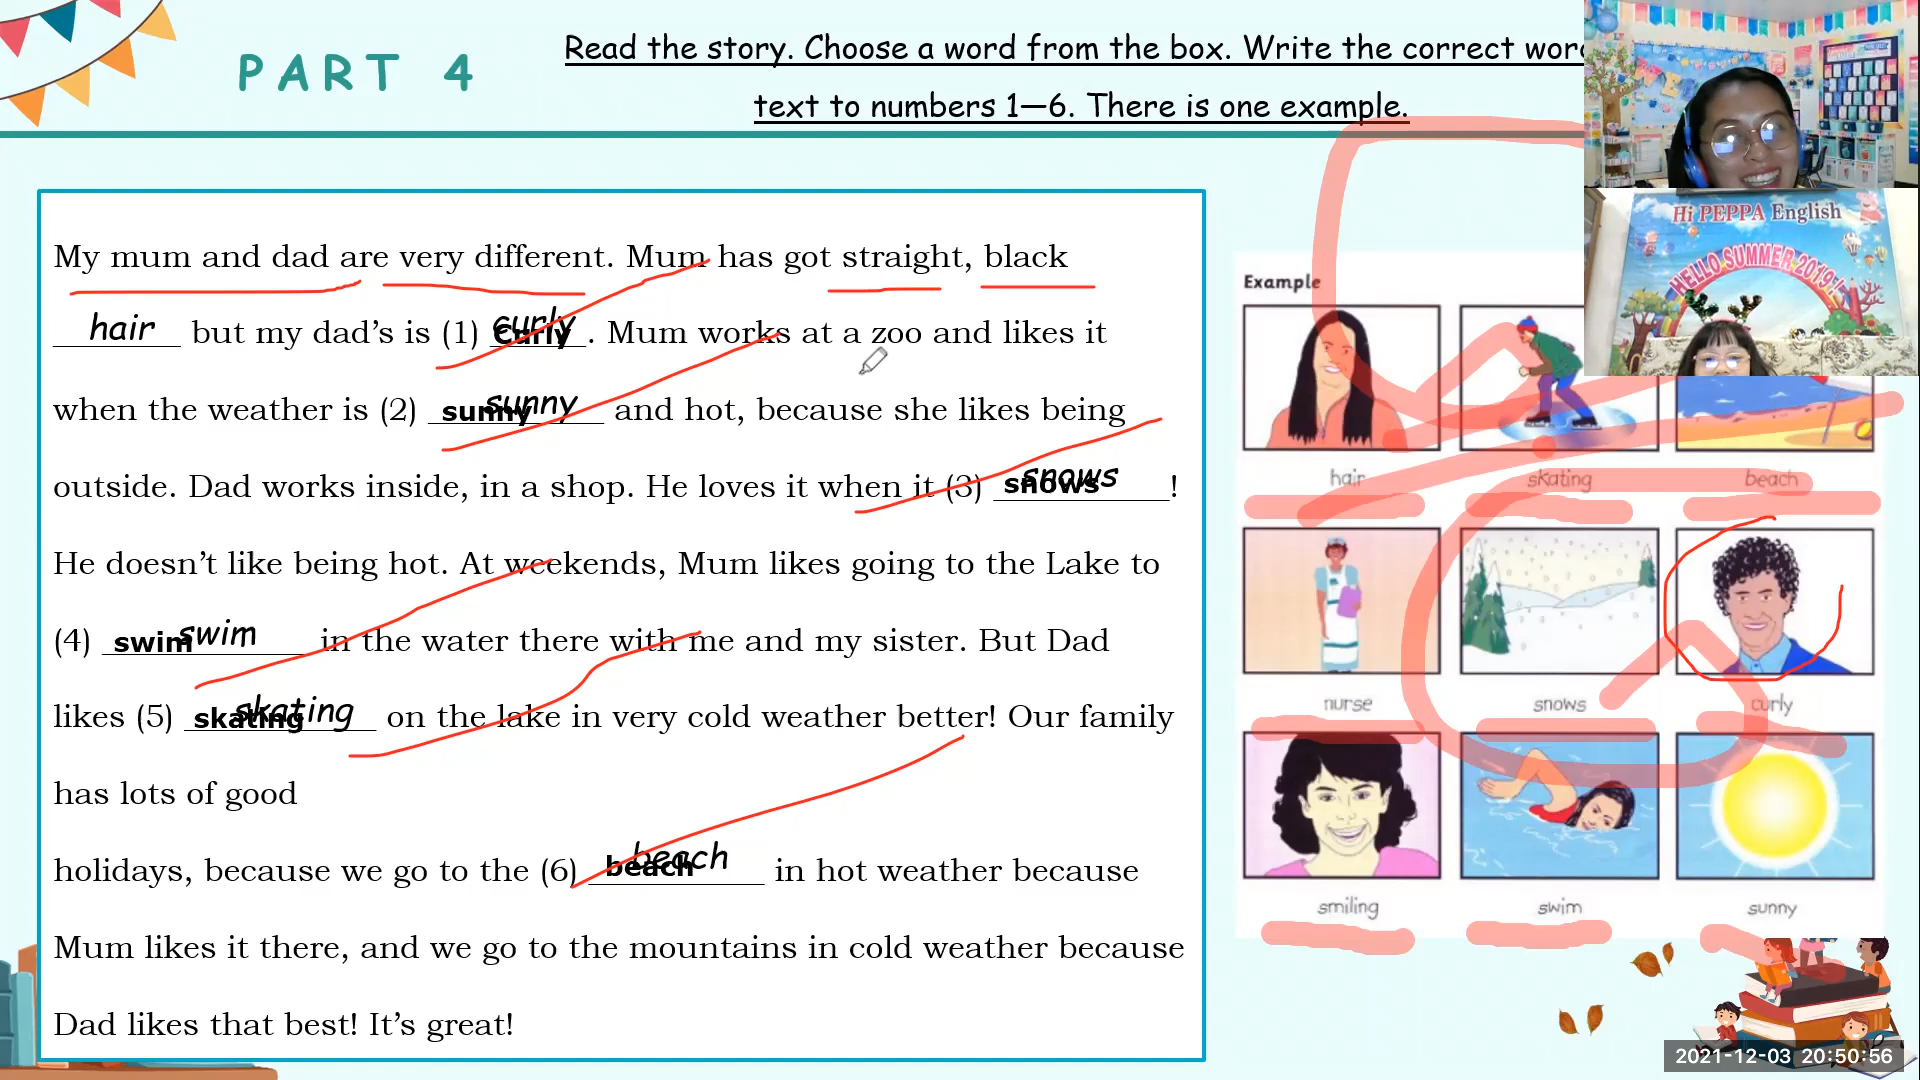 PART 4
Read the story. Choose a word from the box. Write the correct word
text to numbers 1—6. There is one example.
My mum and dad are very different. Mum has got straight, black
hair but my dad’s is (1) curly curly. Mum works at a zoo and likes it
when the weather is (2) sunny sunny and hot, because she likes being
outside. Dad works inside, in a shop. He loves it when it (3) snows snows!
He doesn’t like being hot. At weekends, Mum likes going to the Lake to
(4) swim swim in the water there with me and my sister. But Dad
likes (5) skating skating on the lake in very cold weather better! Our family
has lots of good
holidays, because we go to the (6) beach beach in hot weather because
Mum likes it there, and we go to the mountains in cold weather because
Dad likes that best! It’s great!
Example
hair
skating
beach
nurse
snows
curly
smiling
swim
sunny
Hi PEPPA English
HELLO SUMMER 2019!
2021-12-03 20:50:56